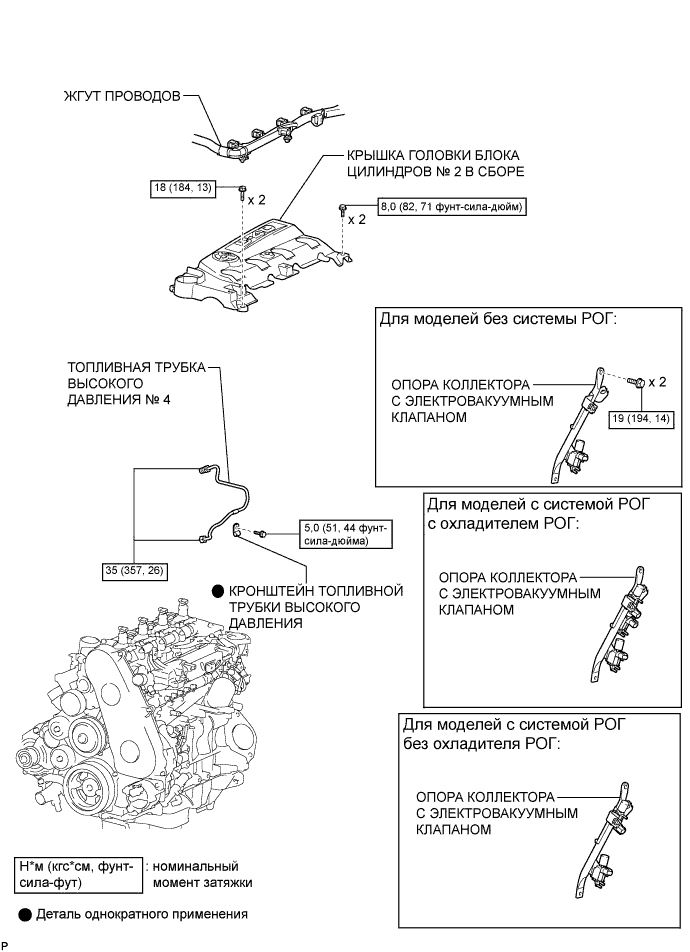 ЖГУТ ПРОВОДОВ
КРЫШКА ГОЛОВКИ БЛОКА
ЦИЛИНДРОВ № 2 В СБОРЕ
18 (184, 13)
x 2
8,0 (82, 71 фунт-сила-дюйм)
x 2
Для моделей без системы РОГ:
ОПОРА КОЛЛЕКТОРА
С ЭЛЕКТРОВАКУУМНЫМ
КЛАПАНОМ
x 2
19 (194, 14)
ТОПЛИВНАЯ ТРУБКА
ВЫСОКОГО
ДАВЛЕНИЯ № 4
5,0 (51, 44 фунт-
сила-дюйма)
35 (357, 26)
КРОНШТЕЙН ТОПЛИВНОЙ
ТРУБКИ ВЫСОКОГО
ДАВЛЕНИЯ
Для моделей с системой РОГ
с охладителем РОГ:
ОПОРА КОЛЛЕКТОРА
С ЭЛЕКТРОВАКУУМНЫМ
КЛАПАНОМ
Для моделей с системой РОГ
без охладителя РОГ:
ОПОРА КОЛЛЕКТОРА
С ЭЛЕКТРОВАКУУМНЫМ
КЛАПАНОМ
Н*м (кгс*см, фунт-
сила-фут)
: номинальный
момент затяжки
Деталь однократного применения
P